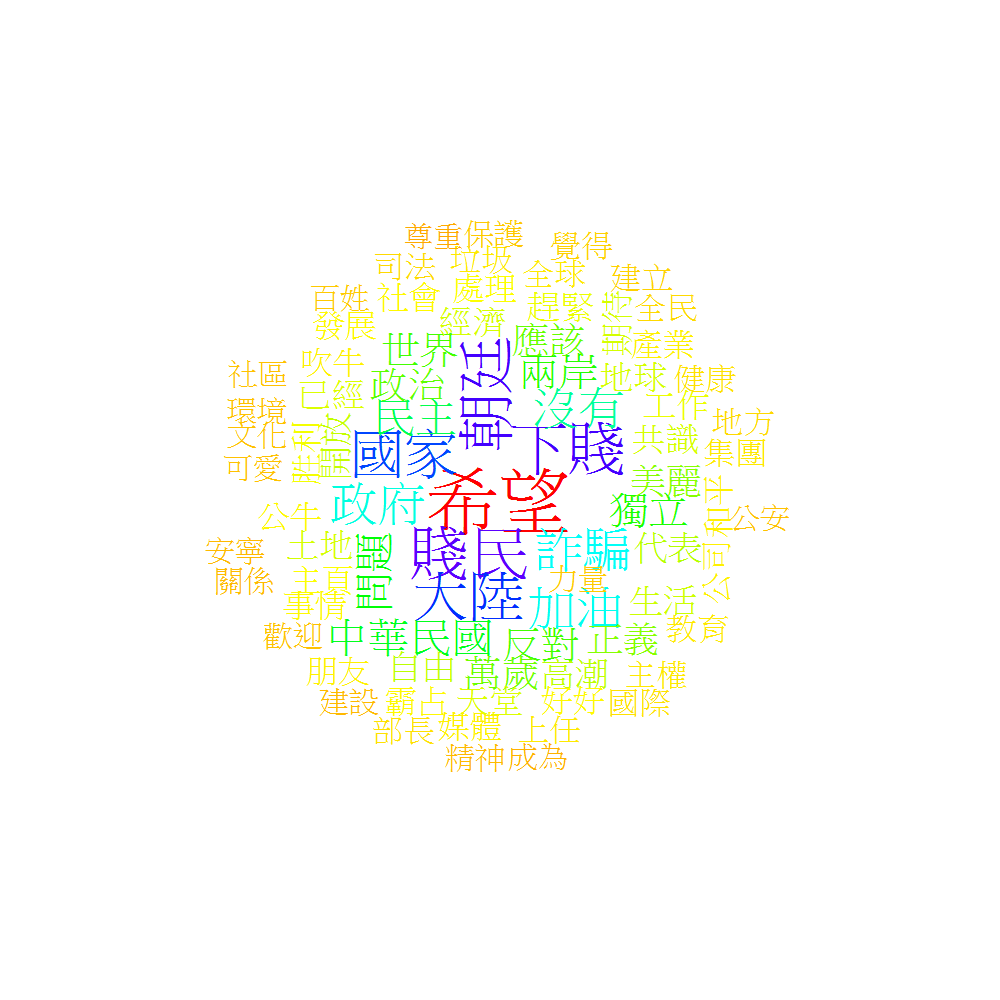 尊重
保護
覺得
司法
垃圾
全球
建立
百姓
社會
處理
趕緊
期待
全民
發展
經濟
產業
世界
應該
吹牛
朝廷
兩岸
社區
政治
地球
健康
已經
環境
民主
沒有
工作
地方
文化
勝利
開放
國家
下賤
共識
集團
可愛
美麗
希望
政府
獨立
和平
公牛
公安
土地
賤民
詐騙
代表
安寧
問題
關係
主頁
大陸
力量
公司
事情
加油
生活
歡迎
中華民國
反對
正義
教育
朋友
自由
萬歲
高潮
主權
建設
霸占
天堂
好好
國際
部長
媒體
上任
精神
成為